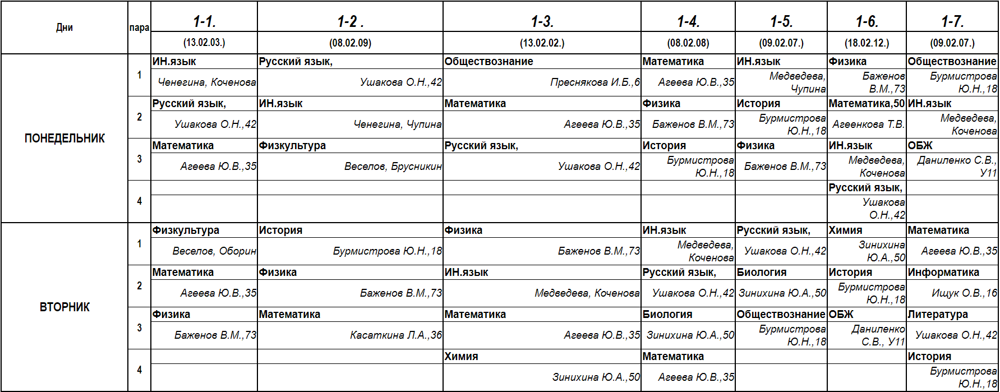 Дни пара 1-1. 1-2 . 1-3. 1-4. 1-5. 1-6. 1-7.
(13.02.03.) (08.02.09) (13.02.02.) (08.02.08) (09.02.07.) (18.02.12.) (09.02.07.)
ПОНЕДЕЛЬНИК
1
ИН.язык Русский язык, Обществознание Математика ИН.язык Физика Обществознание
Ченегина, Коченова Ушакова О.Н.,42 Преснякова И.Б.,6 Агеева Ю.В.,35 Медведева, Чупина Баженов В.М.,73 Бурмистрова Ю.Н.,18
2
Русский язык, ИН.язык Математика Физика История Математика,50 ИН.язык
Ушакова О.Н.,42 Ченегина, Чупина Агеева Ю.В.,35 Баженов В.М.,73 Бурмистрова Ю.Н.,18 Агеенкова Т.В. Медведева, Коченова
3
Математика Физкультура Русский язык, История Физика ИН.язык ОБЖ
Агеева Ю.В.,35 Веселов, Брусникин Ушакова О.Н.,42 Бурмистрова Ю.Н.,18 Баженов В.М.,73 Медведева, Коченова Даниленко С.В., У11
4
Русский язык,
Ушакова О.Н.,42
ВТОРНИК
1
Физкультура История Физика ИН.язык Русский язык, Химия Математика
Веселов, Оборин Бурмистрова Ю.Н.,18 Баженов В.М.,73 Медведева, Коченова Ушакова О.Н.,42 Зинихина Ю.А.,50 Агеева Ю.В.,35
2
Математика Физика ИН.язык Русский язык, Биология История Информатика
Агеева Ю.В.,35 Баженов В.М.,73 Медведева, Коченова Ушакова О.Н.,42 Зинихина Ю.А.,50 Бурмистрова Ю.Н.,18 Ищук О.В.,16
3
Физика Математика Математика Биология Обществознание ОБЖ Литература
Баженов В.М.,73 Касаткина Л.А.,36 Агеева Ю.В.,35 Зинихина Ю.А.,50 Бурмистрова Ю.Н.,18 Даниленко С.В., У11 Ушакова О.Н.,42
4
Химия Математика История
Зинихина Ю.А.,50 Агеева Ю.В.,35 Бурмистрова Ю.Н.,18